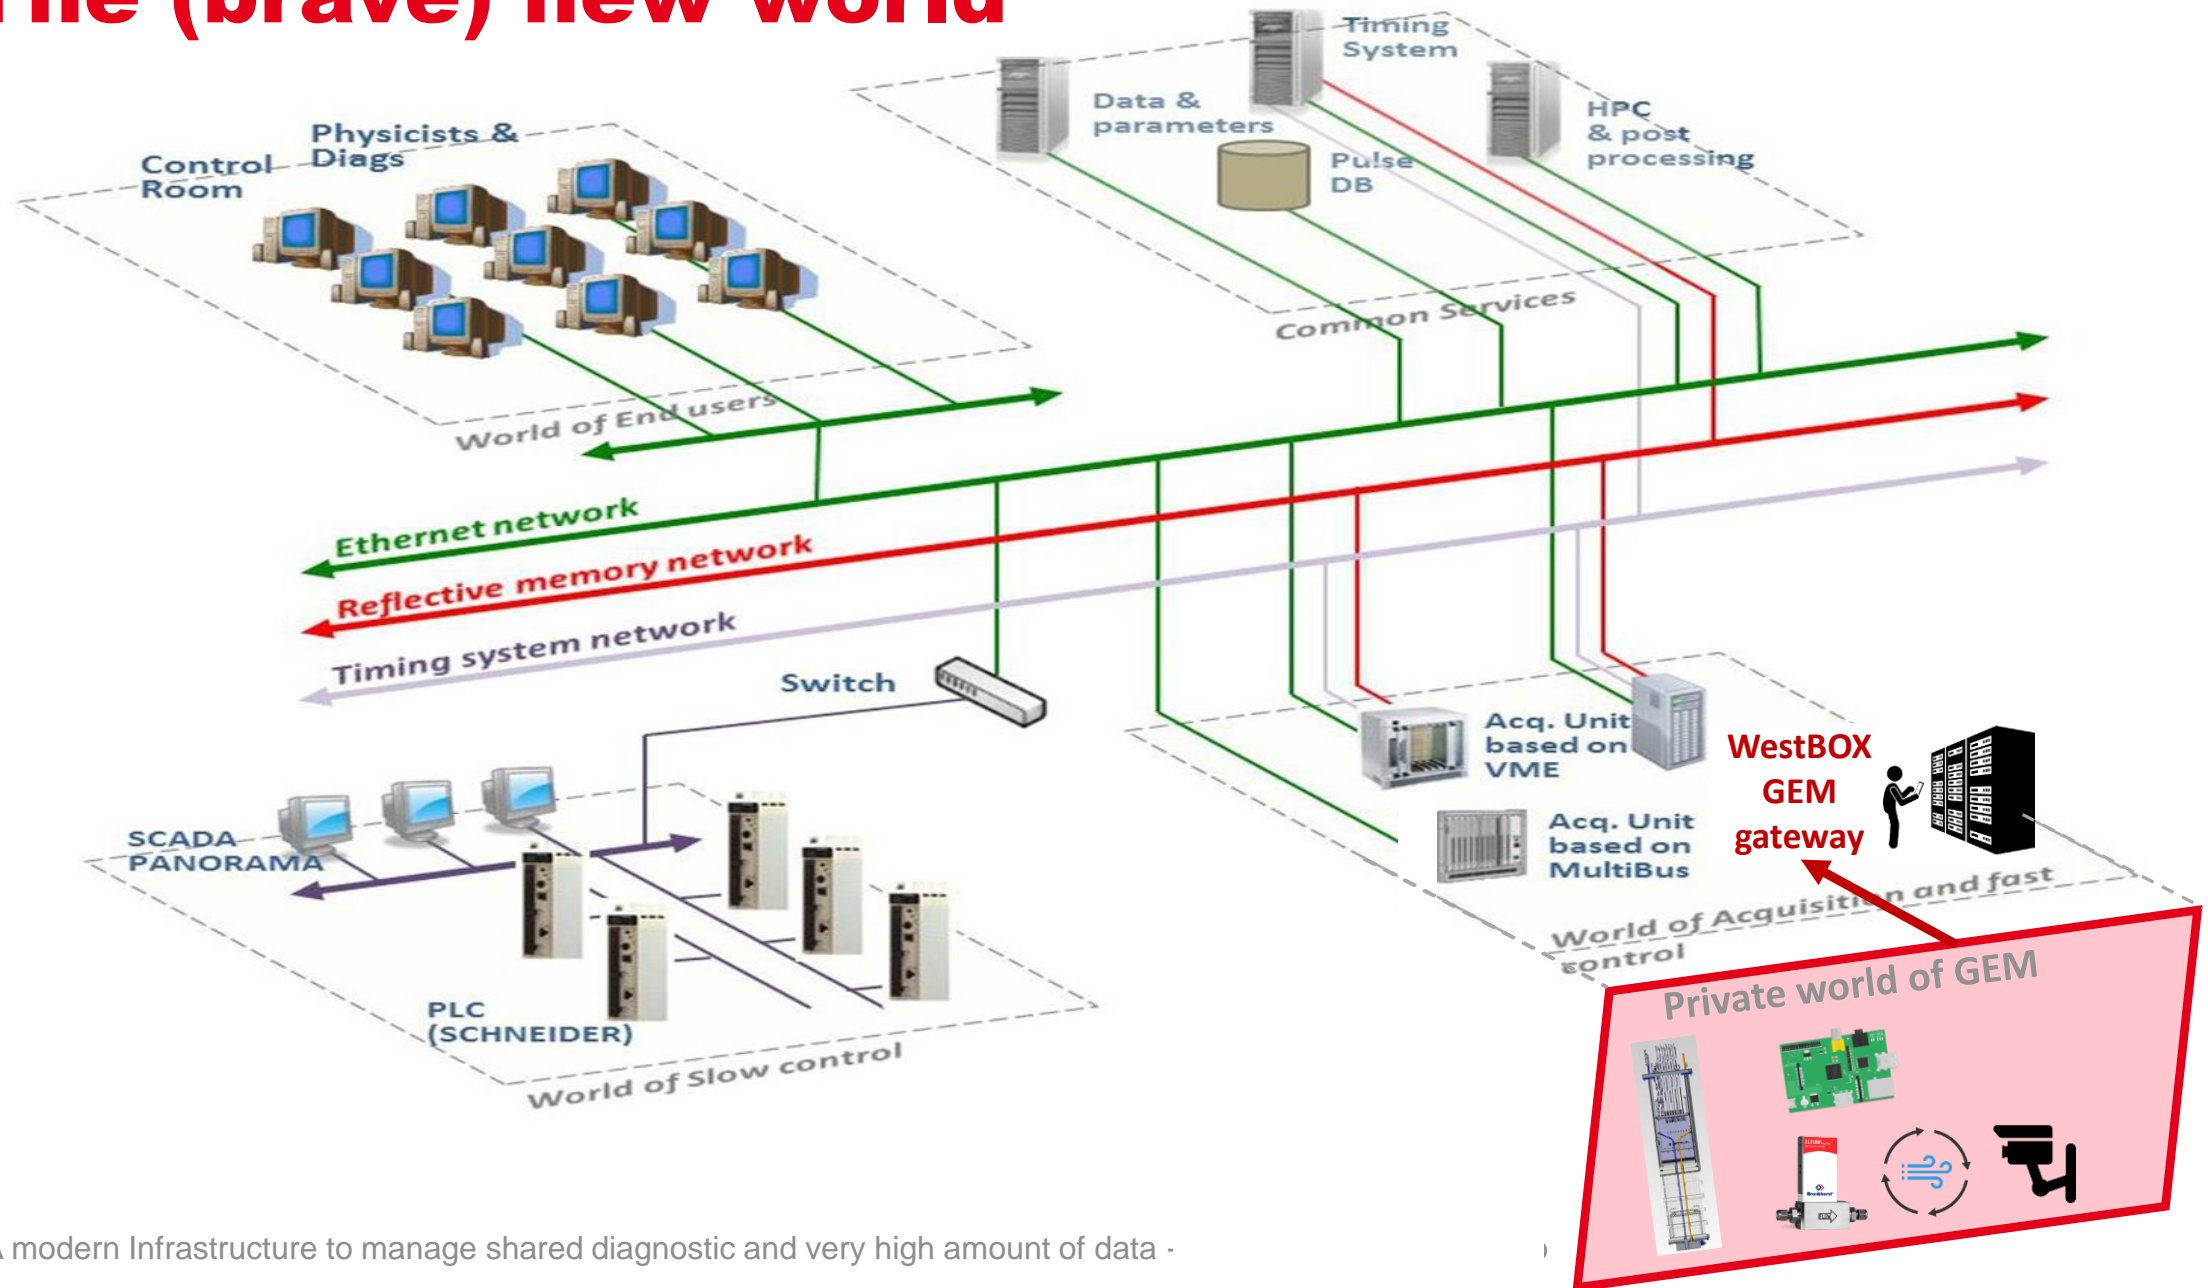 The (brave) new world
Timing
System
Data &
parameters
HPC
& post
processing
Pulse
DB
Physicists &
Diags
Control
Room
Common Services
World of End users
Ethernet network
Reflective memory network
Timing system network
Switch
Acq. Unit
based on
VME
WestBOX
GEM
gateway
SCADA
PANORAMA
Acq. Unit
based on
MultiBus
World of Acquisition and fast
control
Private world of GEM
PLC
(SCHNEIDER)
World of Slow control
A modern Infrastructure to manage shared diagnostic and very high amount of data -